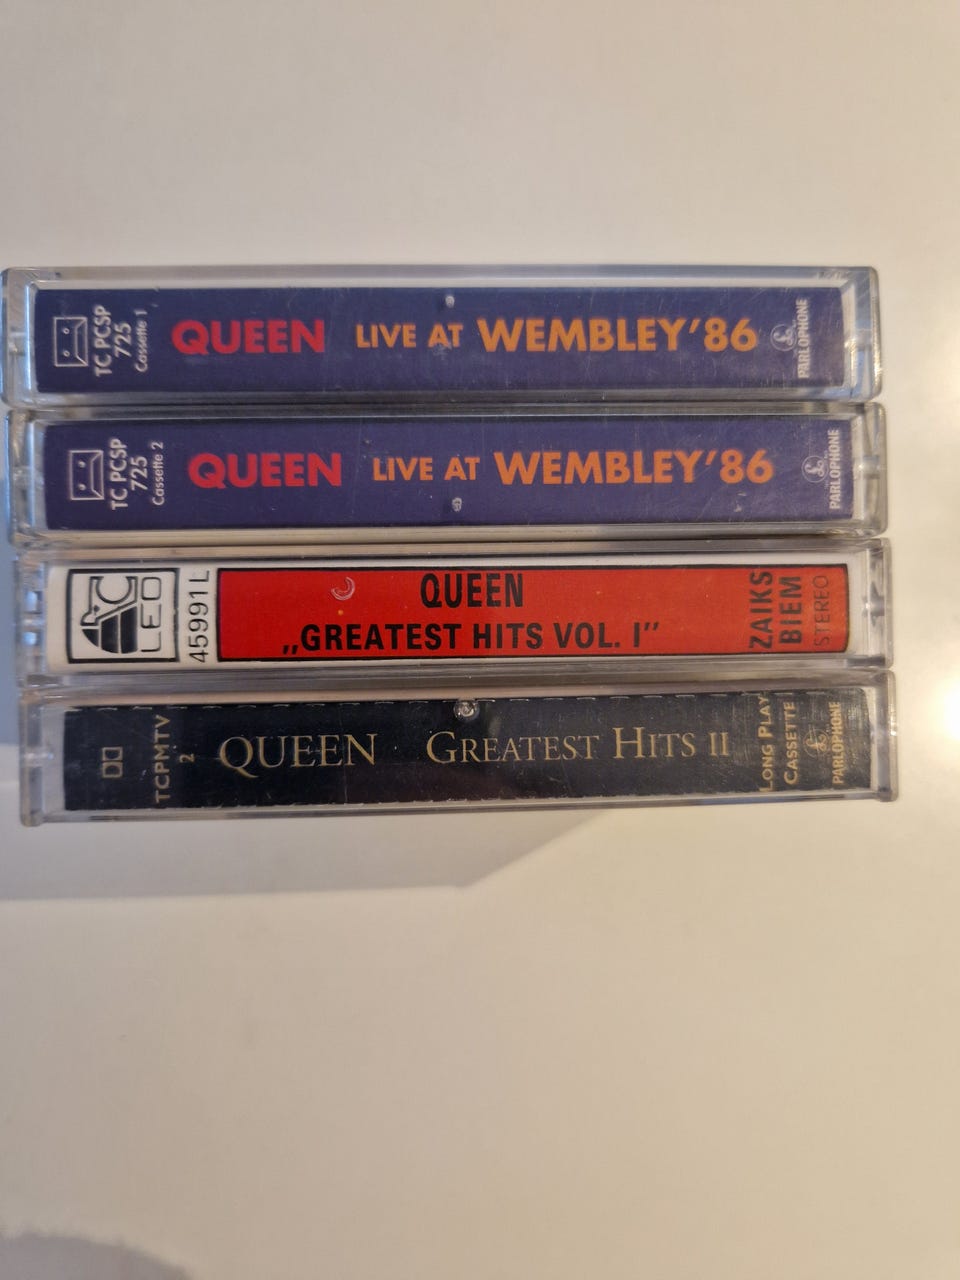 TC PCSP
725
Cassette 1
QUEEN LIVE AT WEMBLEY'86
PARLOPHONE
TC PCSP
725
Cassette 2
QUEEN LIVE AT WEMBLEY'86
PARLOPHONE
LEO
45991L
QUEEN
„GREATEST HITS VOL. I”
ZAIKS
BIEM
STEREO
TCPMTV
2
QUEEN · GREATEST HITS II
LONG PLAY
CASSETTE
PARLOPHONE